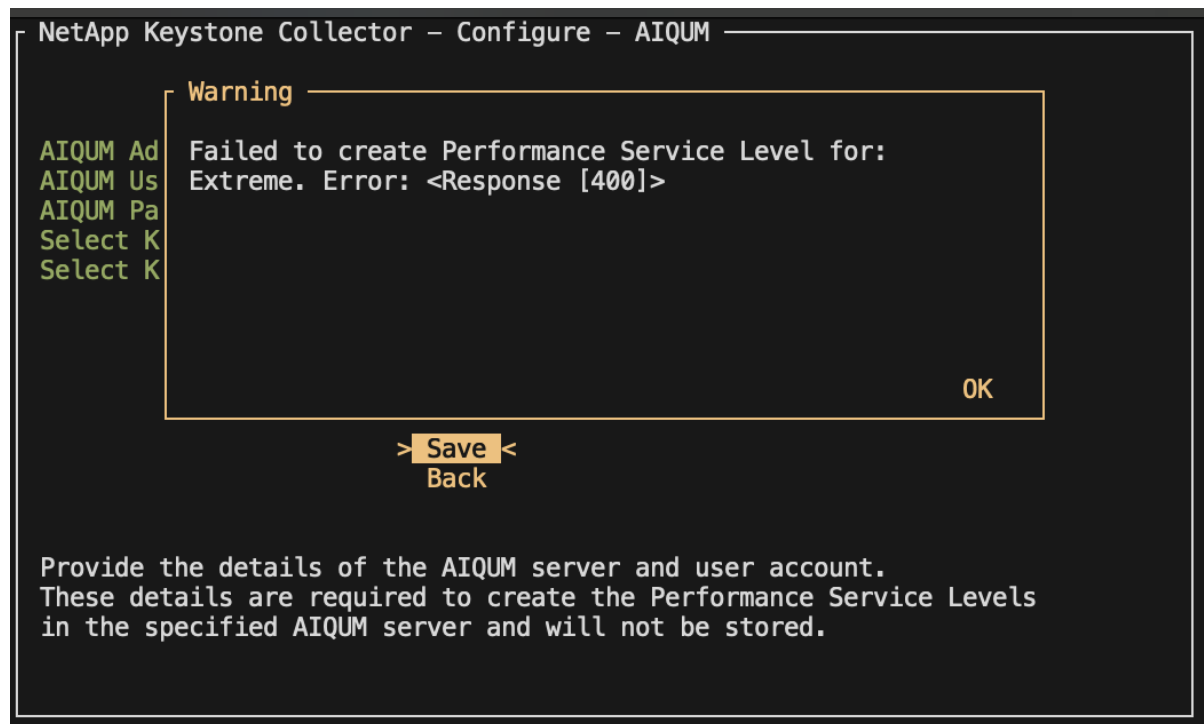 NetApp Keystone Collector – Configure – AIQUM
Warning
AIQUM Ad
AIQUM Us
AIQUM Pa
Select K
Select K
Failed to create Performance Service Level for:
Extreme. Error: <Response [400]>
OK
> Save <
Back
Provide the details of the AIQUM server and user account.
These details are required to create the Performance Service Levels
in the specified AIQUM server and will not be stored.